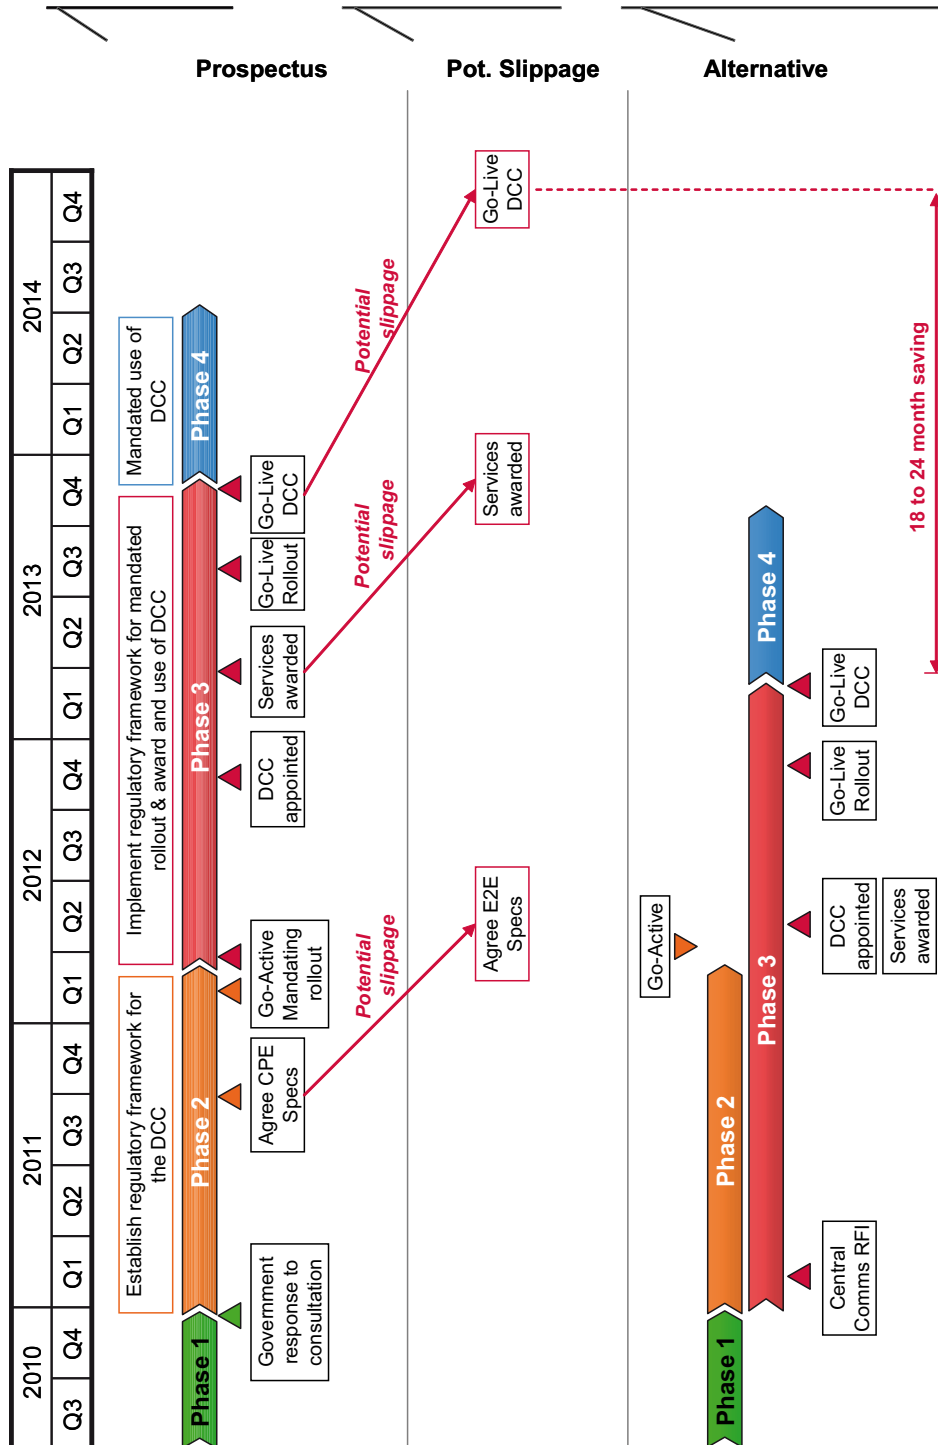 Prospectus
Pot. Slippage
Alternative
2010
2011
2012
2013
2014
Q3
Q4
Q1
Q2
Q3
Q4
Q1
Q2
Q3
Q4
Q1
Q2
Q3
Q4
Q1
Q2
Q3
Q4
Establish regulatory framework for
the DCC
Implement regulatory framework for mandated
rollout & award and use of DCC
Mandated use of
DCC
Phase 1
Phase 2
Phase 3
Phase 4
Government
response to
consultation
Agree CPE
Specs
Go-Active
Mandating
rollout
DCC
appointed
Services
awarded
Go-Live
Rollout
Go-Live
DCC
Potential
slippage
Potential
slippage
Potential
slippage
Agree E2E
Specs
Services
awarded
Go-Live
DCC
Go-Active
Phase 1
Phase 2
Phase 3
Phase 4
Central
Comms RFI
DCC
appointed
Services
awarded
Go-Live
Rollout
Go-Live
DCC
18 to 24 month saving